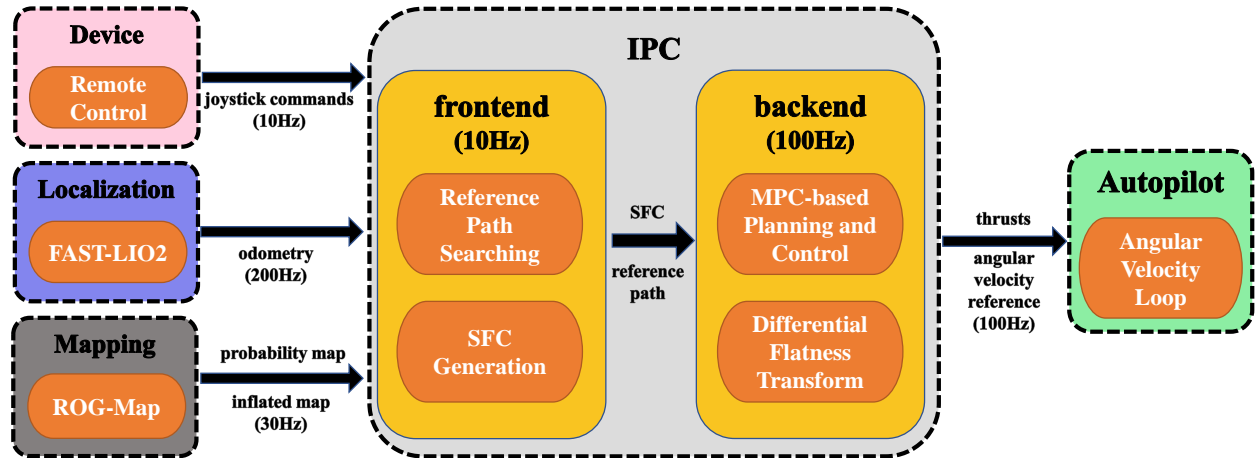 Device
Remote
Control
joystick commands
(10Hz)
Localization
FAST-LIO2
odometry
(200Hz)
Mapping
ROG-Map
probability map
inflated map
(30Hz)
IPC
frontend
(10Hz)
Reference
Path
Searching
SFC
Generation
SFC
reference
path
backend
(100Hz)
MPC-based
Planning and
Control
Differential
Flatness
Transform
thrusts
angular
velocity
reference
(100Hz)
Autopilot
Angular
Velocity
Loop